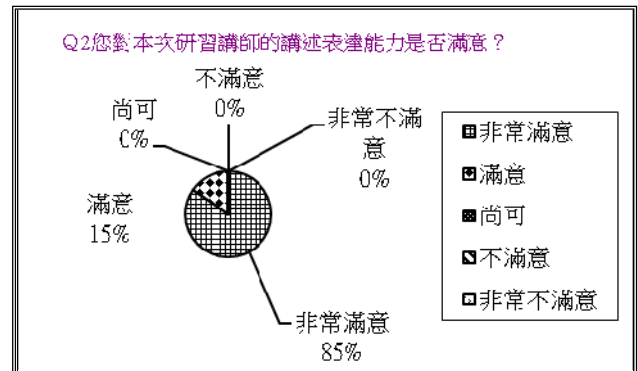 Q2您對本次研習講師的講述表達能力是否滿意？
不滿意
0%
尚可
0%
非常不滿
意
0%
滿意
15%
非常滿意
85%
非常滿意
滿意
尚可
不滿意
非常不滿意